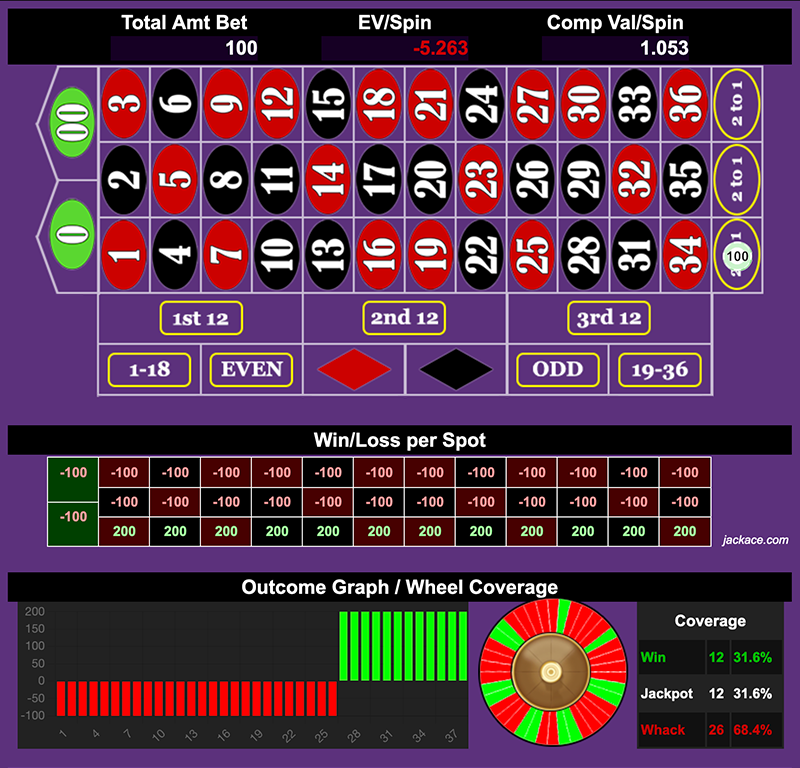 Total Amt Bet EV/Spin Comp Val/Spin
100 -5.263 1.053
00 3 6 9 12 15 18 21 24 27 30 33 36 2 to 1
2 5 8 11 14 17 20 23 26 29 32 35 2 to 1
0 1 4 7 10 13 16 19 22 25 28 31 34 100
1st 12 2nd 12 3rd 12
1-18 EVEN ODD 19-36
Win/Loss per Spot
-100 -100 -100 -100 -100 -100 -100 -100 -100 -100 -100 -100 -100
-100 -100 -100 -100 -100 -100 -100 -100 -100 -100 -100 -100
-100 200 200 200 200 200 200 200 200 200 200 200 200
jackace.com
Outcome Graph / Wheel Coverage
200
150
100
50
0
-50
-100
1 4 7 10 13 16 19 22 25 28 31 34 37
Coverage
Win 12 31.6%
Jackpot 12 31.6%
Whack 26 68.4%